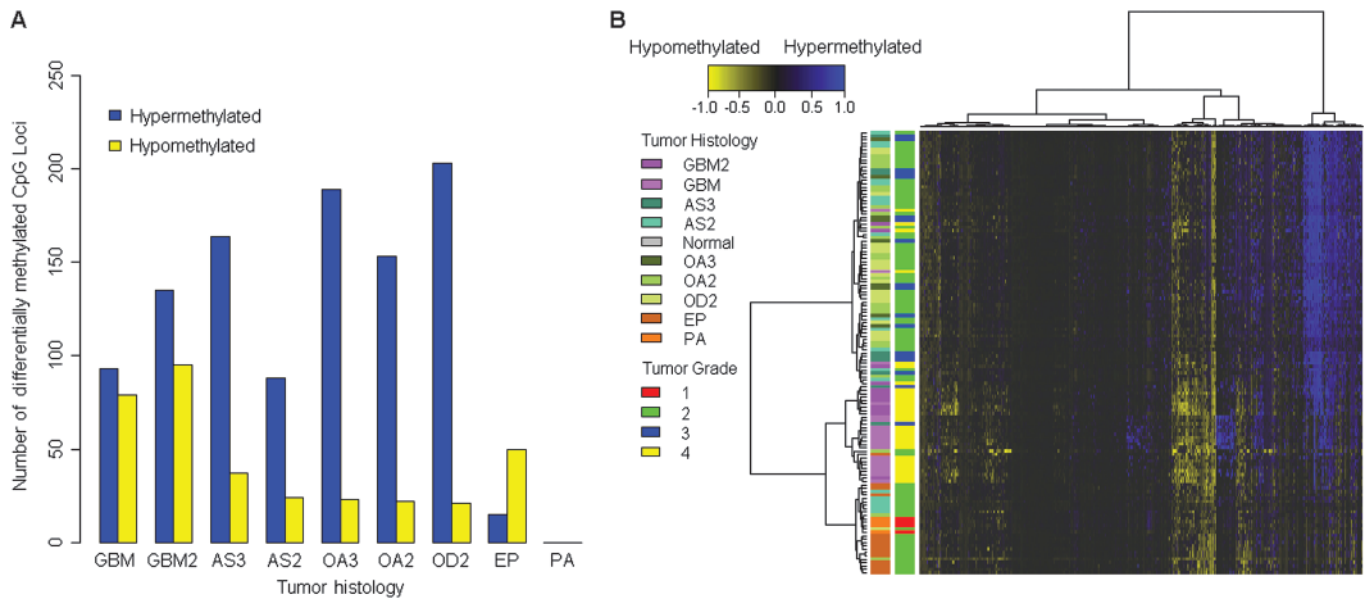 A
Number of differentially methylated CpG Loci
250
200
150
100
50
0
Hypermethylated
Hypomethylated
GBM GBM2 AS3 AS2 OA3 OA2 OD2 EP PA
Tumor histology
B
Hypomethylated Hypermethylated
-1.0 -0.5 0.0 0.5 1.0
Tumor Histology
GBM2
GBM
AS3
AS2
Normal
OA3
OA2
OD2
EP
PA
Tumor Grade
1
2
3
4